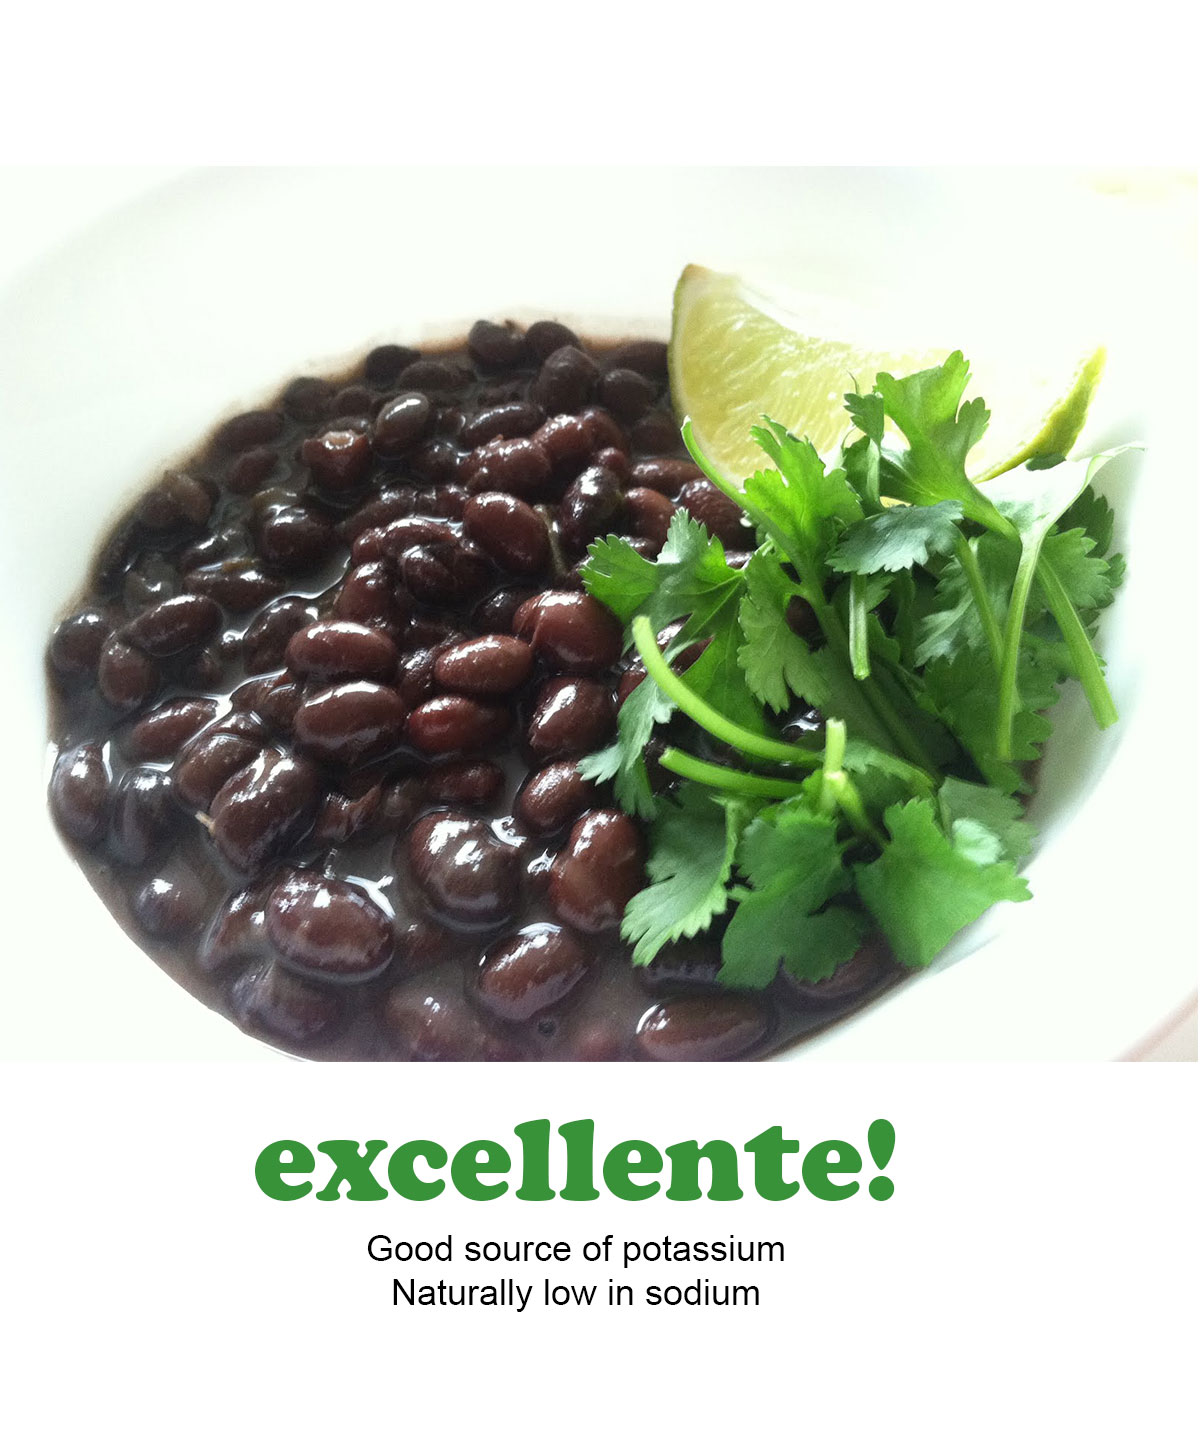 excellente!
Good source of potassium
Naturally low in sodium